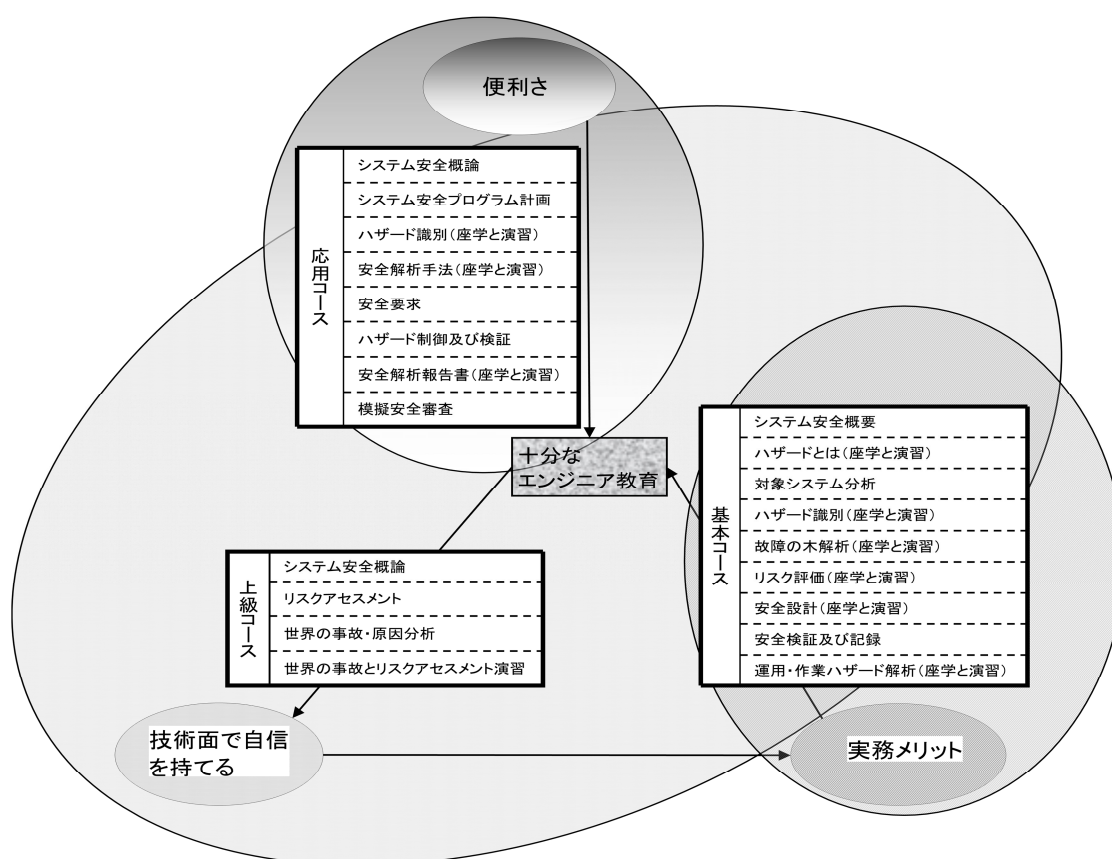 便利さ
応用コース
システム安全概論
システム安全プログラム計画
ハザード識別(座学と演習)
安全解析手法(座学と演習)
安全要求
ハザード制御及び検証
安全解析報告書(座学と演習)
模擬安全審査
十分な
エンジニア教育
基本コース
システム安全概要
ハザードとは(座学と演習)
対象システム分析
ハザード識別(座学と演習)
故障の木解析(座学と演習)
リスク評価(座学と演習)
安全設計(座学と演習)
安全検証及び記録
運用・作業ハザード解析(座学と演習)
上級コース
システム安全概論
リスクアセスメント
世界の事故・原因分析
世界の事故とリスクアセスメント演習
技術面で自信
を持てる
実務メリット